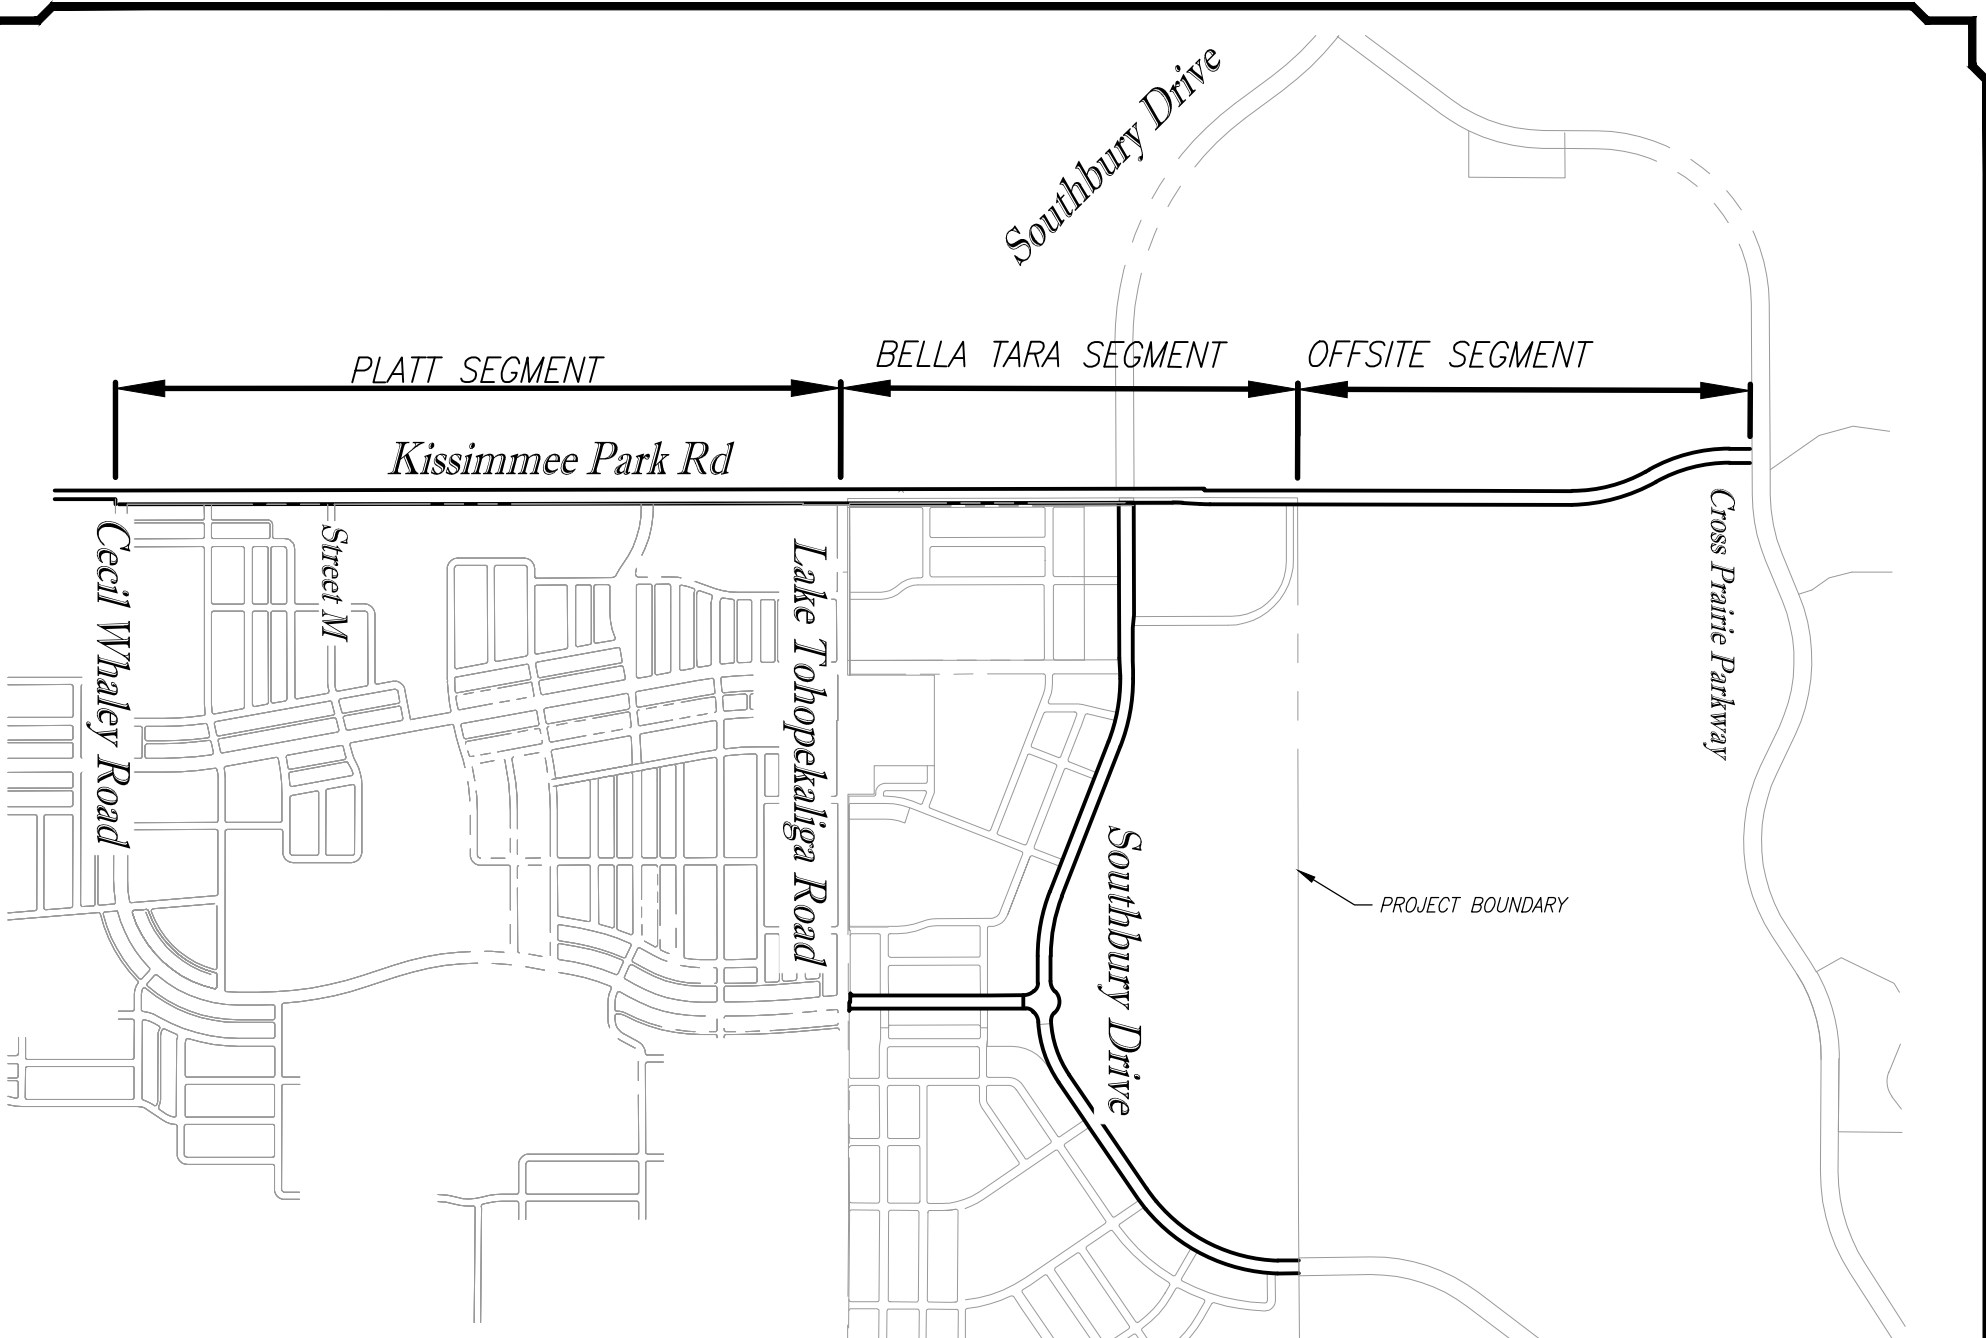 Southbury Drive
PLATT SEGMENT
BELLA TARA SEGMENT
OFFSITE SEGMENT
Kissimmee Park Rd
Cecil Whaley Road
Street M
Lake Tohopekaliga Road
Cross Prairie Parkway
Southbury Drive
PROJECT BOUNDARY